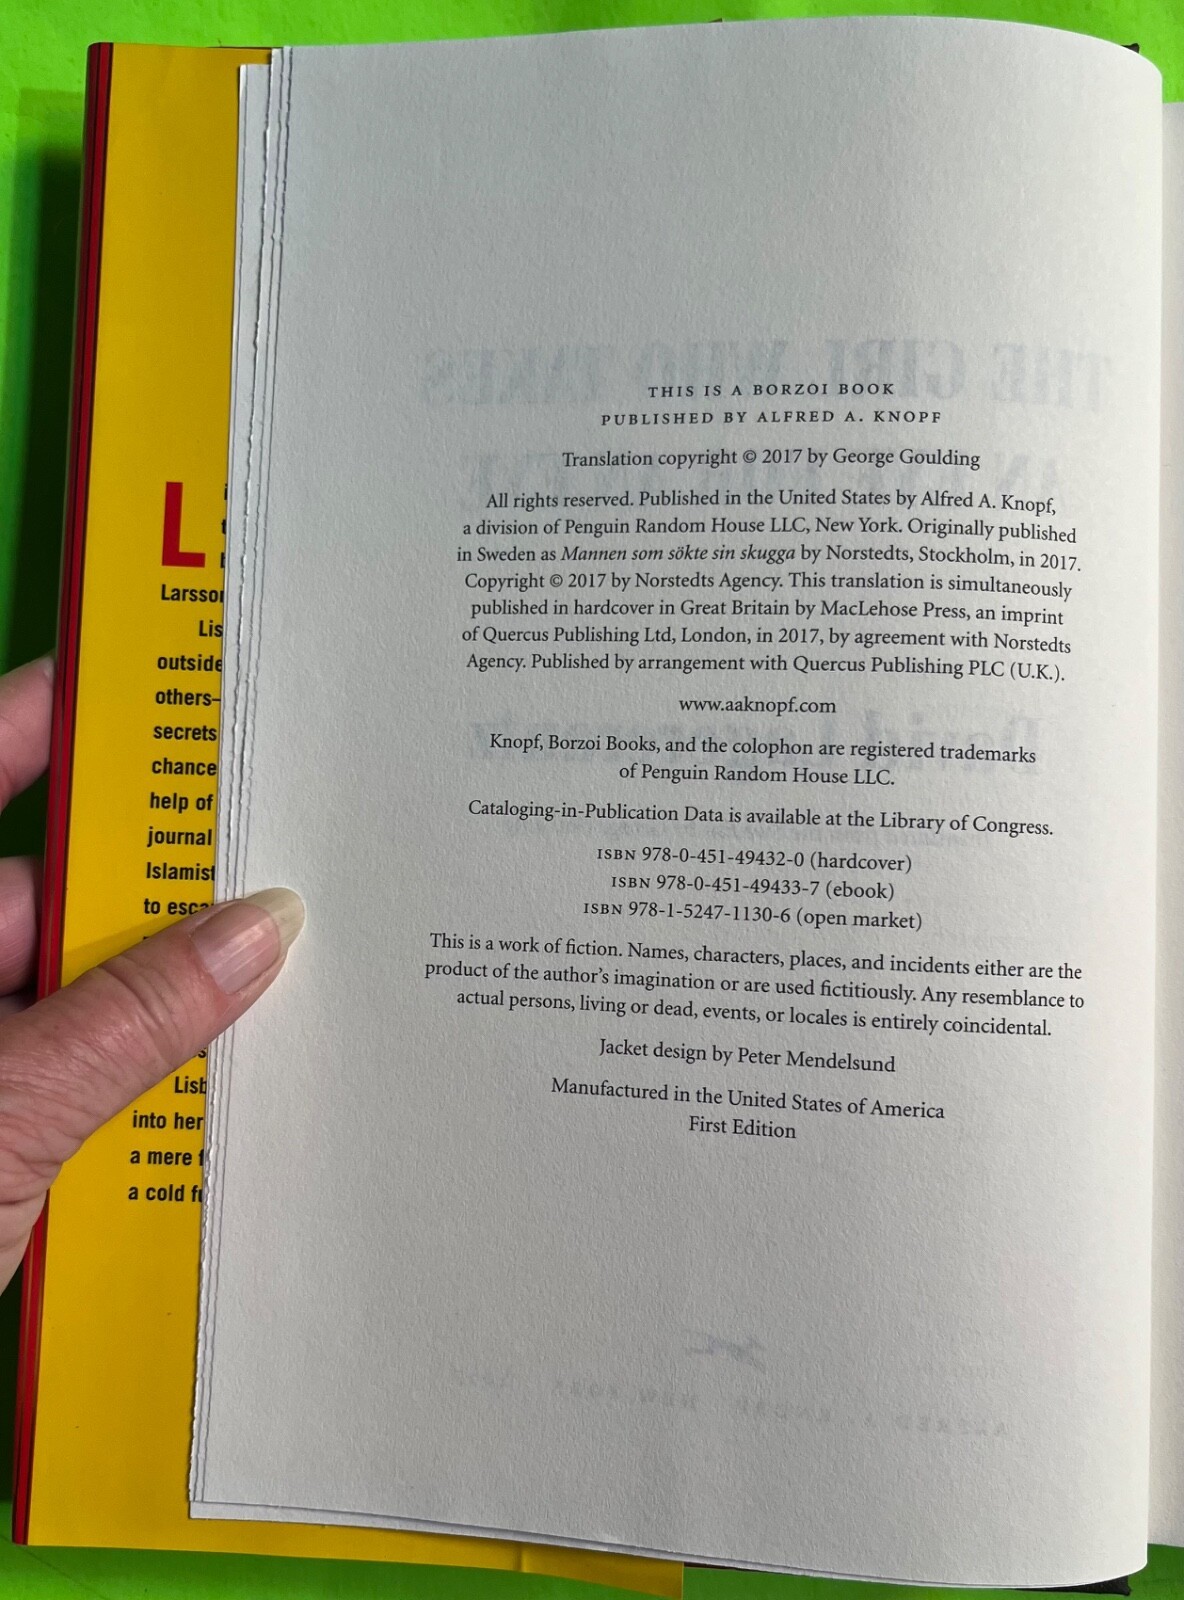 L
Larsso
Lis
outside
others–
secrets
chance
help of
journal
Islamist
to esca
Lisb
into her
a mere f
a cold fu
THIS IS A BORZOI BOOK
PUBLISHED BY ALFRED A. KNOPF
Translation copyright © 2017 by George Goulding
All rights reserved. Published in the United States by Alfred A. Knopf,
a division of Penguin Random House LLC, New York. Originally published
in Sweden as Mannen som sökte sin skugga by Norstedts, Stockholm, in 2017.
Copyright © 2017 by Norstedts Agency. This translation is simultaneously
published in hardcover in Great Britain by MacLehose Press, an imprint
of Quercus Publishing Ltd, London, in 2017, by agreement with Norstedts
Agency. Published by arrangement with Quercus Publishing PLC (U.K.).
www.aaknopf.com
Knopf, Borzoi Books, and the colophon are registered trademarks
of Penguin Random House LLC.
Cataloging-in-Publication Data is available at the Library of Congress.
ISBN 978-0-451-49432-0 (hardcover)
ISBN 978-0-451-49433-7 (ebook)
ISBN 978-1-5247-1130-6 (open market)
This is a work of fiction. Names, characters, places, and incidents either are the
product of the author's imagination or are used fictitiously. Any resemblance to
actual persons, living or dead, events, or locales is entirely coincidental.
Jacket design by Peter Mendelsund
Manufactured in the United States of America
First Edition